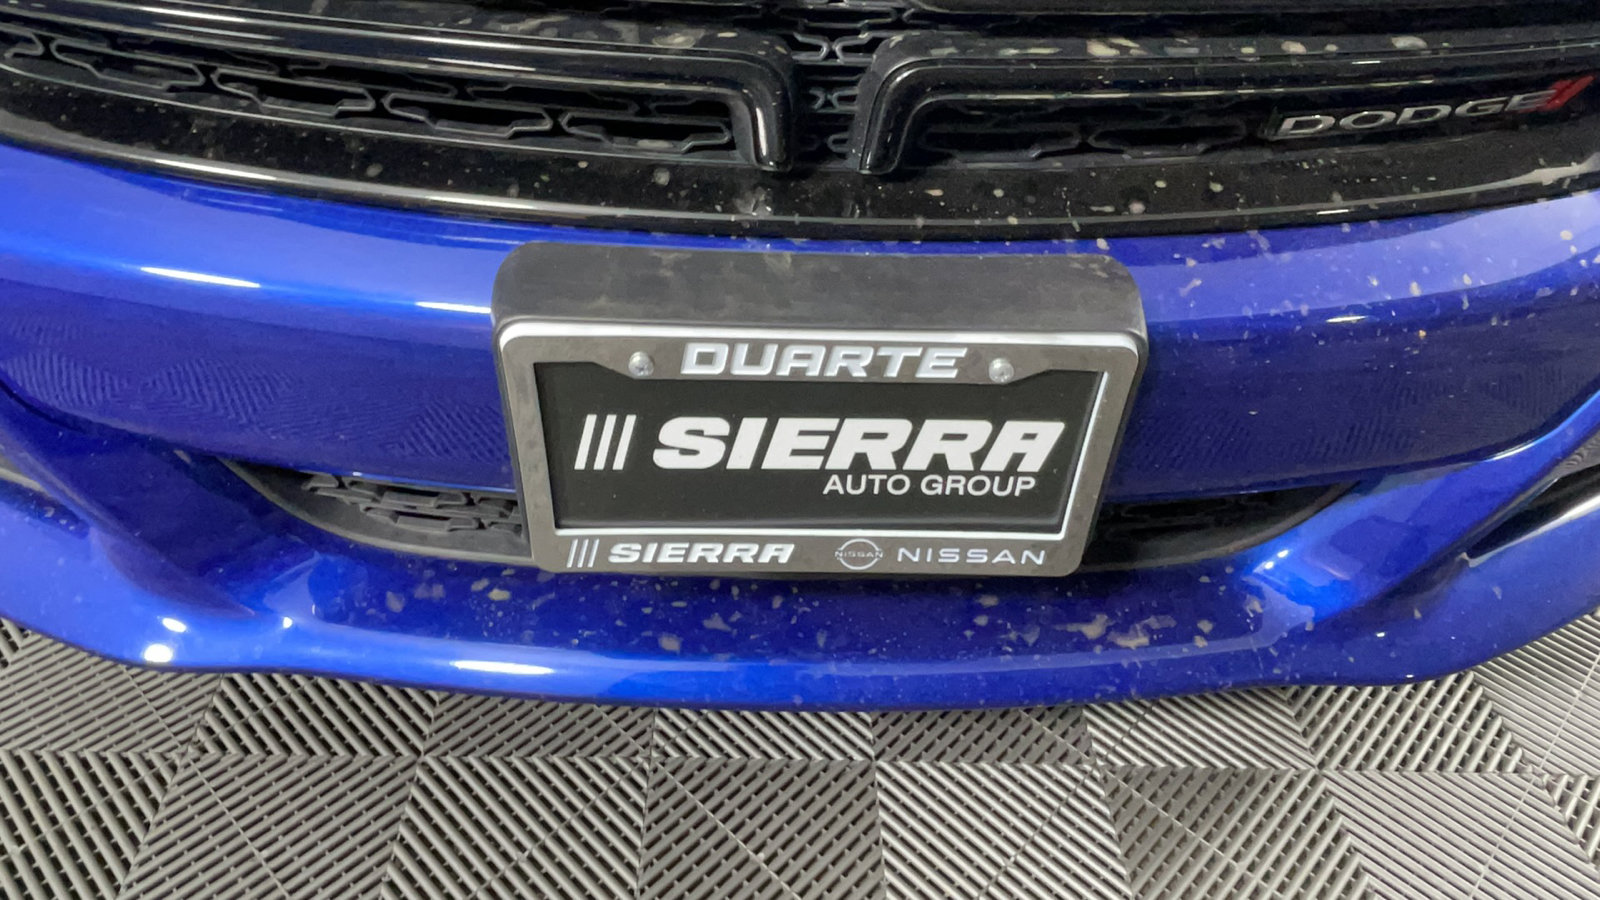 DODGE
DUARTE
SIERRA
AUTO GROUP
SIERRA NISSAN NISSAN